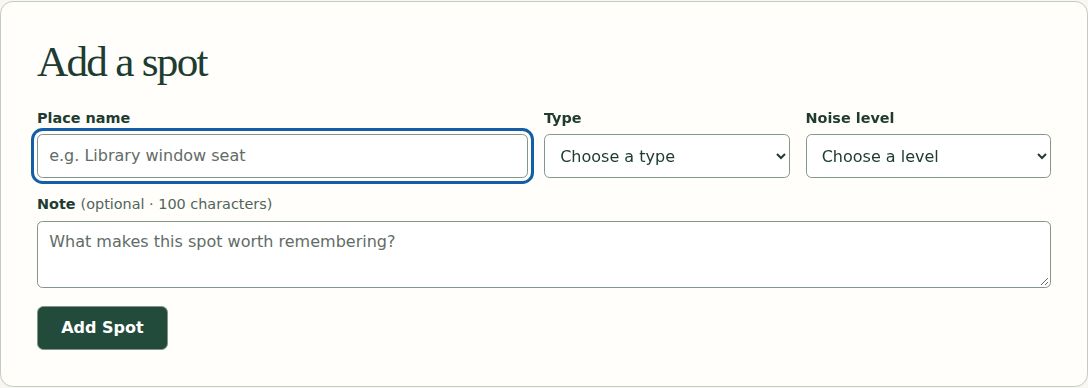 Add a spot
Place name
Type
Noise level
e.g. Library window seat
Choose a type
Choose a level
Note (optional · 100 characters)
What makes this spot worth remembering?
Add Spot